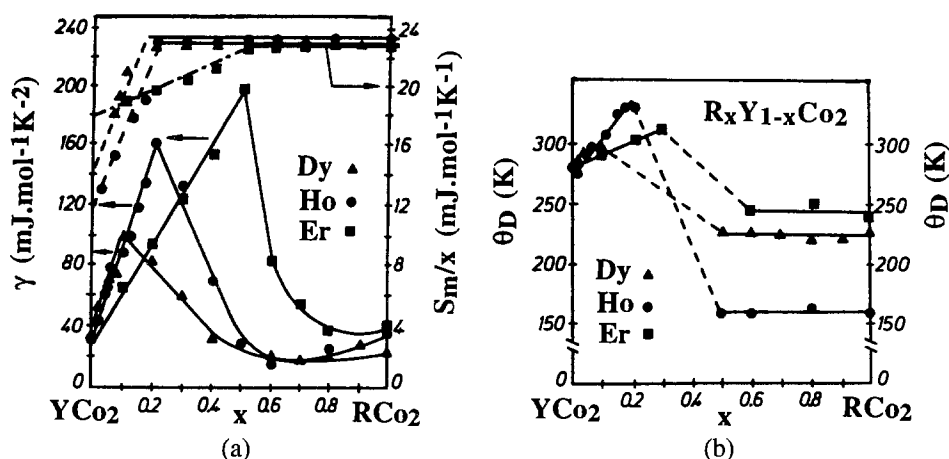 240
200
160
120
80
40
0
γ (mJ.mol-1K-2)
24
20
16
12
8
4
0
Sm/x (mJ.mol-1K-1)
Dy
Ho
Er
0.2
0.4
0.6
0.8
YCo2
x
RCo2
(a)
RxY1-xCo2
300
250
200
150
θD (K)
300
250
200
150
θD (K)
Dy
Ho
Er
0.2
0.4
0.6
0.8
YCo2
x
RCo2
(b)